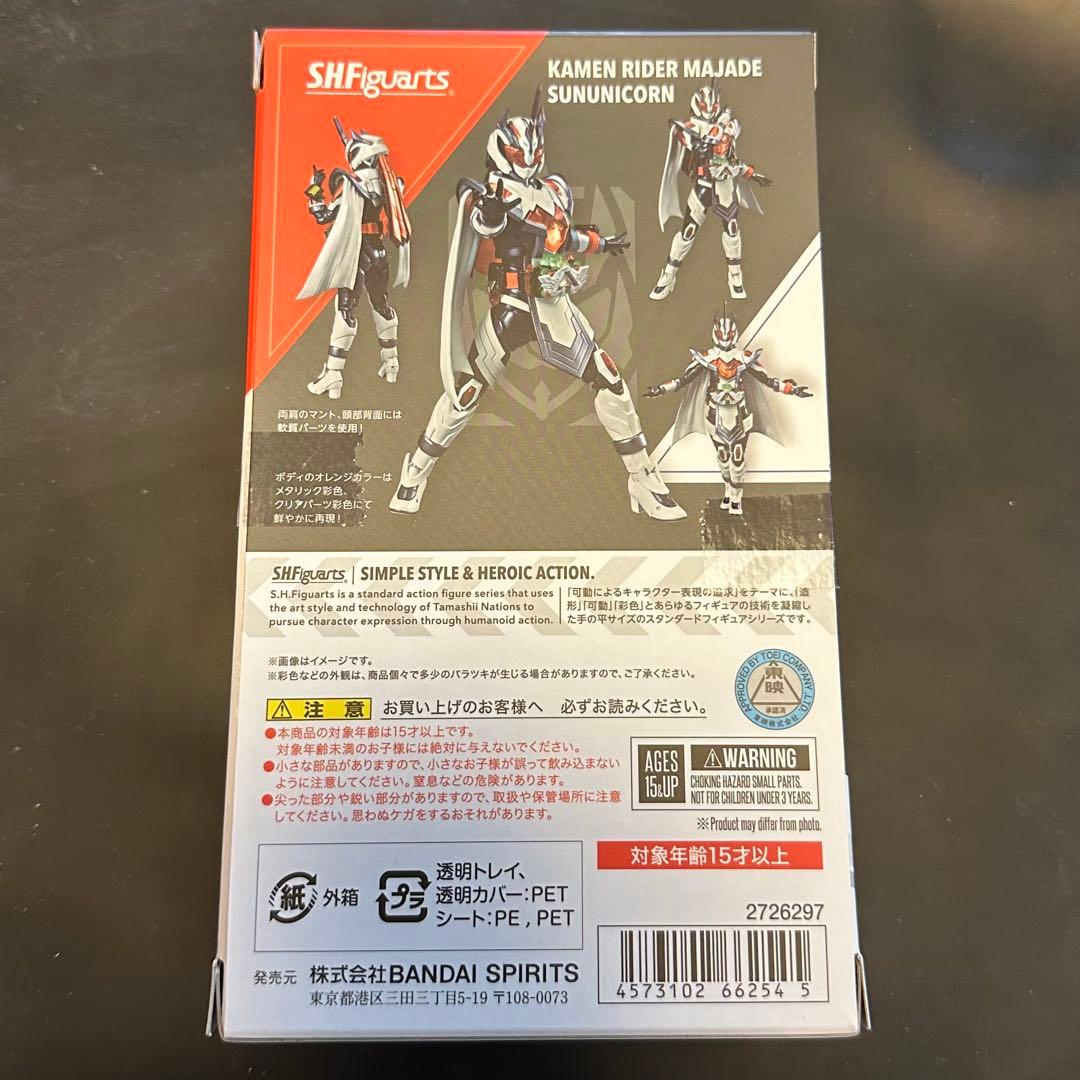 S.H.Figuarts
KAMEN RIDER MAJADE
SUNUNICORN
両肩のマント、頭部背面には
軟質パーツを使用!
ボディのオレンジカラーは
メタリック彩色、
クリアパーツ彩色にて
鮮やかに再現!
S.H.Figuarts | SIMPLE STYLE & HEROIC ACTION.
S.H.Figuarts is a standard action figure series that uses
the art style and technology of Tamashii Nations to
pursue character expression through humanoid action.
「可動によるキャラクター表現の追求」をテーマに、「造
形」「可動」「彩色」とあらゆるフィギュアの技術を凝縮し
た手の平サイズのスタンダードフィギュアシリーズです。
※画像はイメージです。
※彩色などの外観は、商品個々で多少のバラツキが生じる場合がありますので、ご了承ください。
APPROVED BY TOEI COMPANY, LTD.
東映
承認済
東映株式会社
注意 お買い上げのお客様へ 必ずお読みください。
●本商品の対象年齢は15才以上です。
対象年齢未満のお子様には絶対に与えないでください。
●小さな部品がありますので、小さなお子様が誤って飲み込まない
ように注意してください。窒息などの危険があります。
●尖った部分や鋭い部分がありますので、取扱や保管場所に注意
してください。思わぬケガをするおそれがあります。
AGES
15&UP
WARNING
CHOKING HAZARD SMALL PARTS.
NOT FOR CHILDREN UNDER 3 YEARS.
※Product may differ from photo.
対象年齢15才以上
紙 外箱
プラ
透明トレイ、
透明カバー:PET
シート:PE,PET
2726297
4573102 66254 5
発売元 株式会社BANDAI SPIRITS
東京都港区三田三丁目5-19 〒108-0073